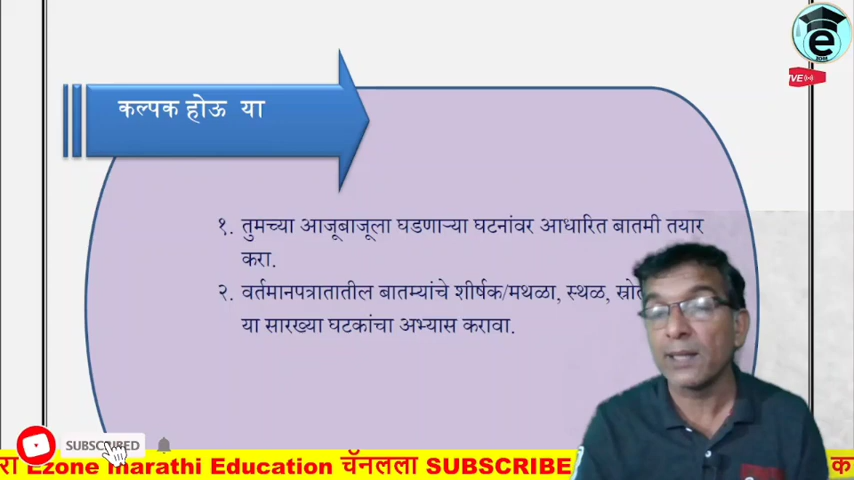 कल्पक होऊ या
१. तुमच्या आजूबाजूला घडणाऱ्या घटनांवर आधारित बातमी तयार
करा.
२. वर्तमानपत्रातातील बातम्यांचे शीर्षक/मथळा, स्थळ,
या सारख्या घटकांचा अभ्यास करावा.
e
LIVE
SUBSCRIBED
Ezone marathi Education चॅनलला SUBSCRIBE